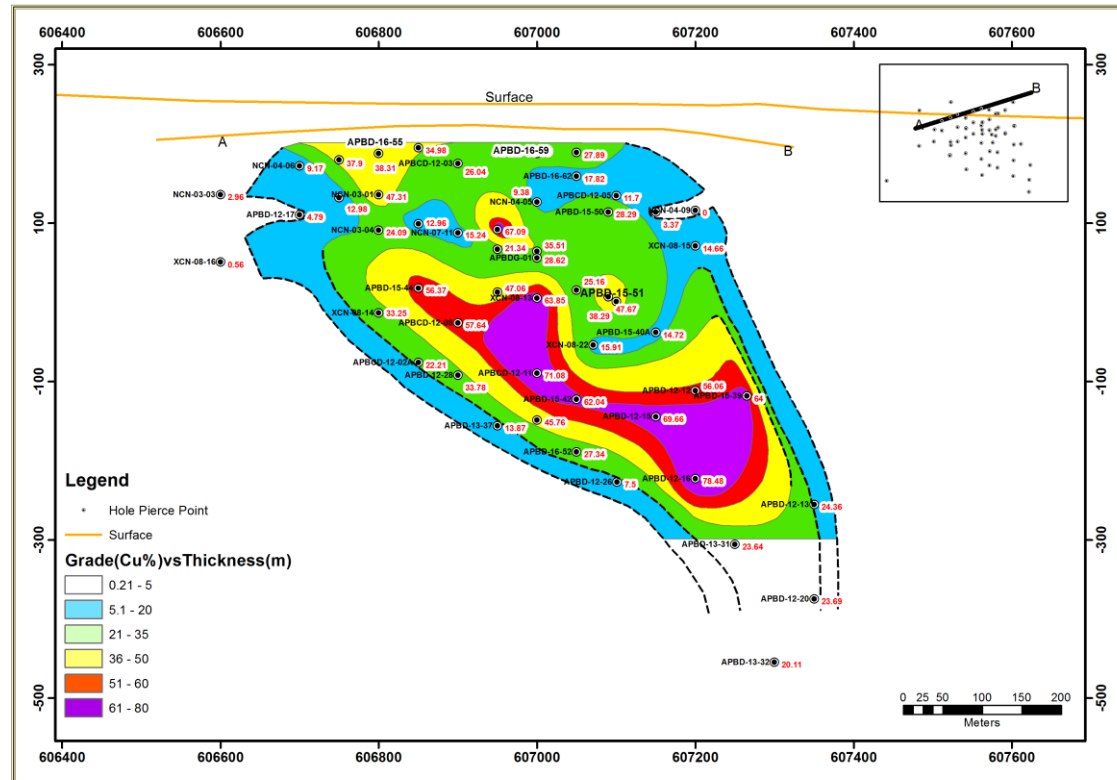 606400 606600 606800 607000 607200 607400 607600
300
Surface
A
B
A
B
APBD-16-55
34.98
APBD-16-59
27.89
37.9
38.31
APBCD-12-03
26.04
NCN-04-06
9.17
APBD-16-62
17.82
NCN-03-03
2.96
NCN-03-01
47.31
12.98
9.38
NCN-04-05
APBCD-12-05
11.7
100
100
APBD-12-17
4.79
APBD-15-50
28.29
3.37
NCN-04-09
0
NCN-03-04
24.09
12.96
NCN-07-11
15.24
67.09
XCN-08-15
14.66
XCN-08-16
0.56
21.34
35.51
APBDG-01
28.62
APBD-15-44
56.37
47.06
XCN-08-13
63.85
25.16
APBD-15-51
47.67
38.29
XCN-08-14
33.25
APBCD-12-08
57.64
APBD-15-40A
14.72
XCN-08-22
15.91
APBCD-12-02A
22.21
APBD-12-28
33.78
APBCD-12-11
71.08
-100
-100
APBD-12-12
56.06
APBD-15-39
64
APBD-15-42
62.04
APBD-12-15
69.66
APBD-13-37
13.87
45.76
APBD-16-52
27.34
APBD-12-26
7.5
APBD-12-16
78.48
APBD-12-13
24.36
-300
-300
APBD-13-31
23.64
APBD-12-20
23.69
APBD-13-32
20.11
-500
-500
300
Legend
Hole Pierce Point
Surface
Grade(Cu%)vsThickness(m)
0.21 - 5
5.1 - 20
21 - 35
36 - 50
51 - 60
61 - 80
0 25 50 100 150 200
Meters
606400 606600 606800 607000 607200 607400 607600